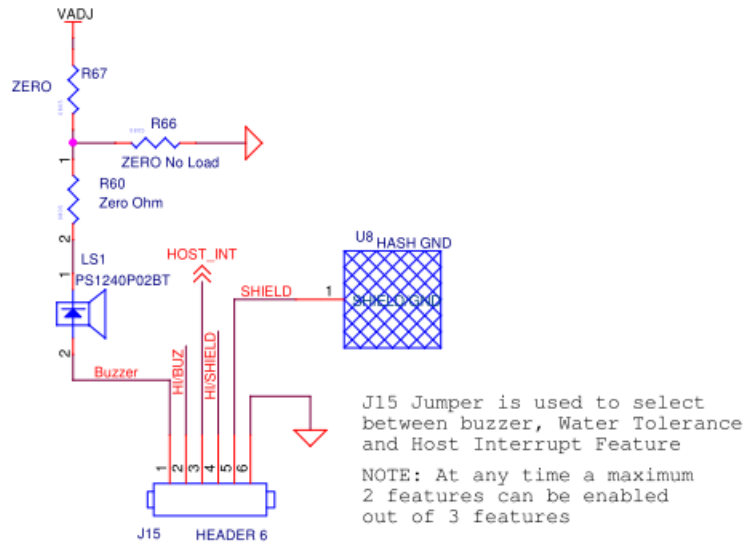 VADJ
R67
ZERO
R66
ZERO No Load
1
R60
Zero Ohm
2
LS1
1
PS1240P02BT
2
Buzzer
HI/BUZ
HOST_INT
HI/SHIELD
SHIELD
1
U8 HASH GND
SHIELD/GND
1 2 3 4 5 6
J15 HEADER 6
J15 Jumper is used to select
between buzzer, Water Tolerance
and Host Interrupt Feature
NOTE: At any time a maximum
2 features can be enabled
out of 3 features